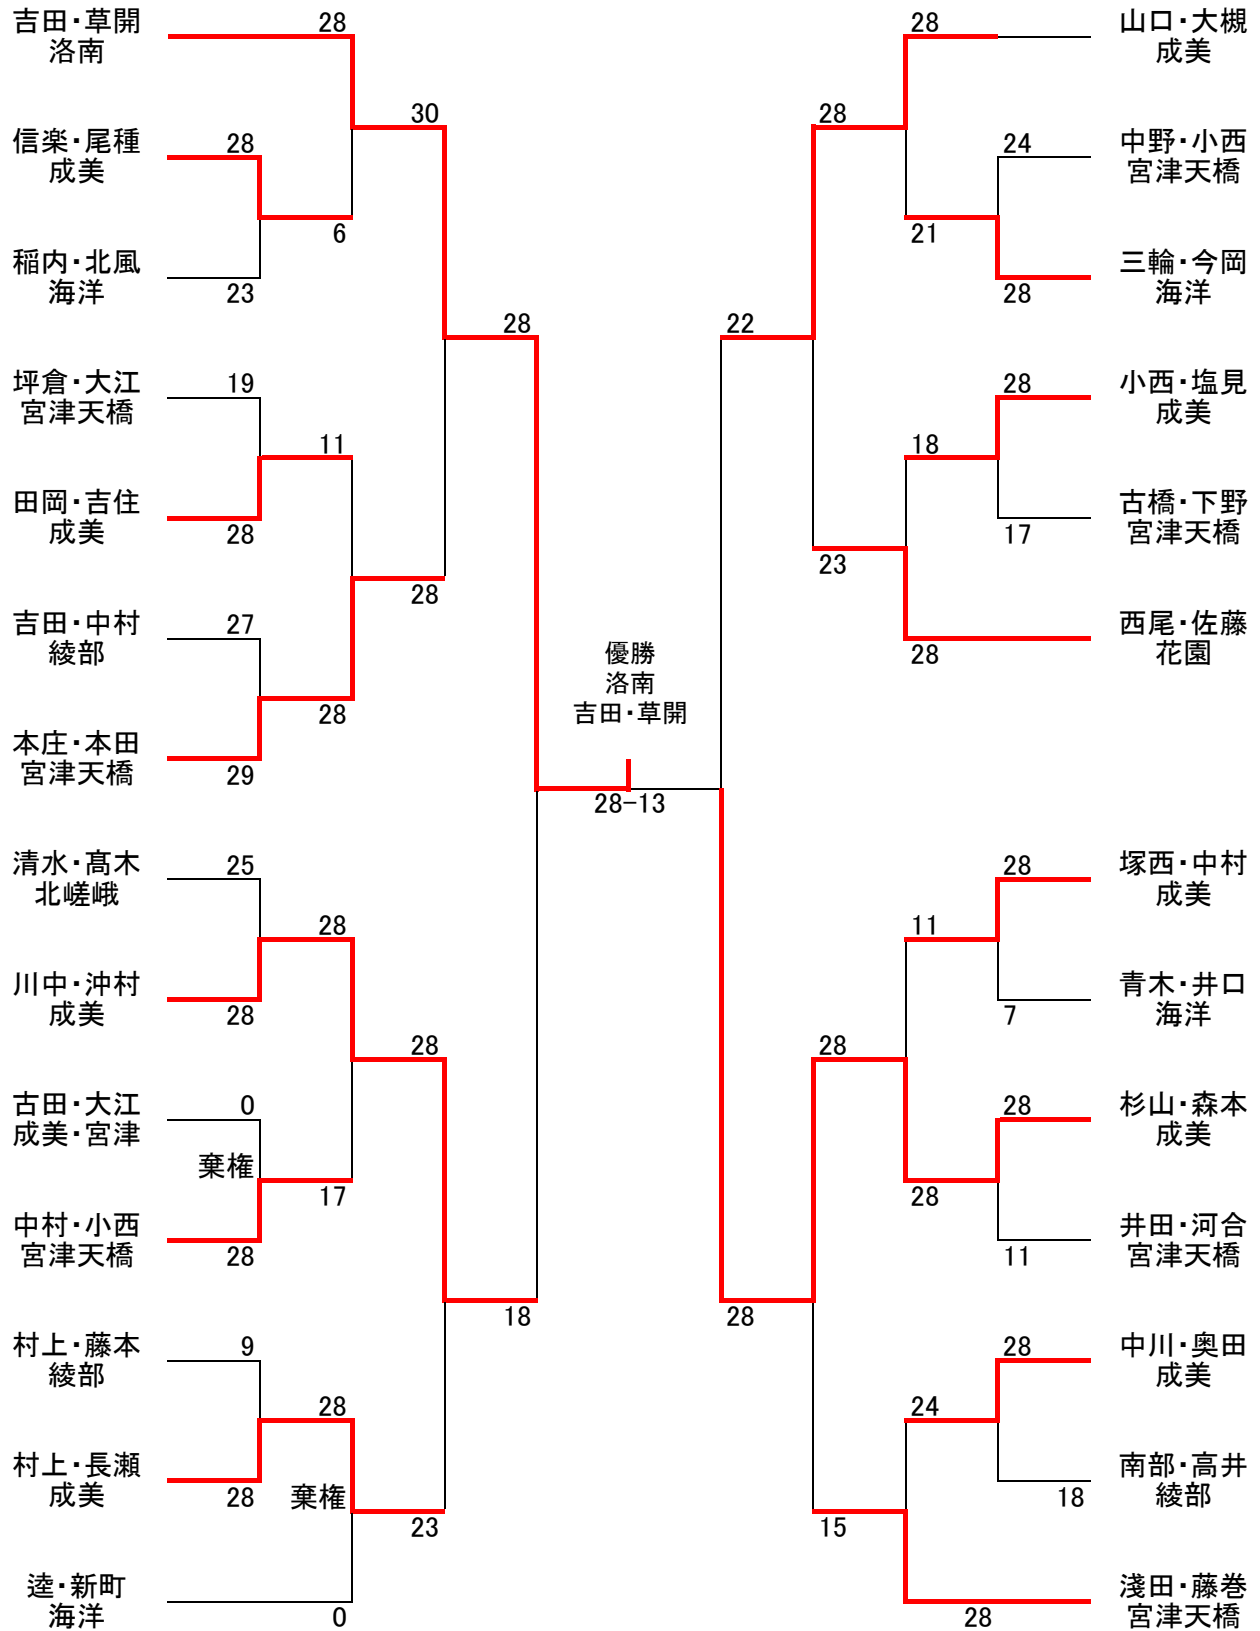 吉田・草開
洛南
28
信楽・尾種
成美
28
30
6
稲内・北風
海洋
23
坪倉・大江
宮津天橋
19
28
11
田岡・吉住
成美
28
28
吉田・中村
綾部
27
28
本庄・本田
宮津天橋
29
清水・髙木
北嵯峨
25
28
川中・沖村
成美
28
28
古田・大江
成美・宮津
0
棄権
17
中村・小西
宮津天橋
28
18
村上・藤本
綾部
9
28
村上・長瀬
成美
28
棄権
23
逵・新町
海洋
0
優勝
洛南
吉田・草開
28-13
山口・大槻
成美
28
28
中野・小西
宮津天橋
24
21
三輪・今岡
海洋
28
22
小西・塩見
成美
28
18
古橋・下野
宮津天橋
17
23
西尾・佐藤
花園
28
塚西・中村
成美
28
11
青木・井口
海洋
7
28
杉山・森本
成美
28
28
井田・河合
宮津天橋
11
28
中川・奥田
成美
28
24
南部・高井
綾部
18
15
淺田・藤巻
宮津天橋
28